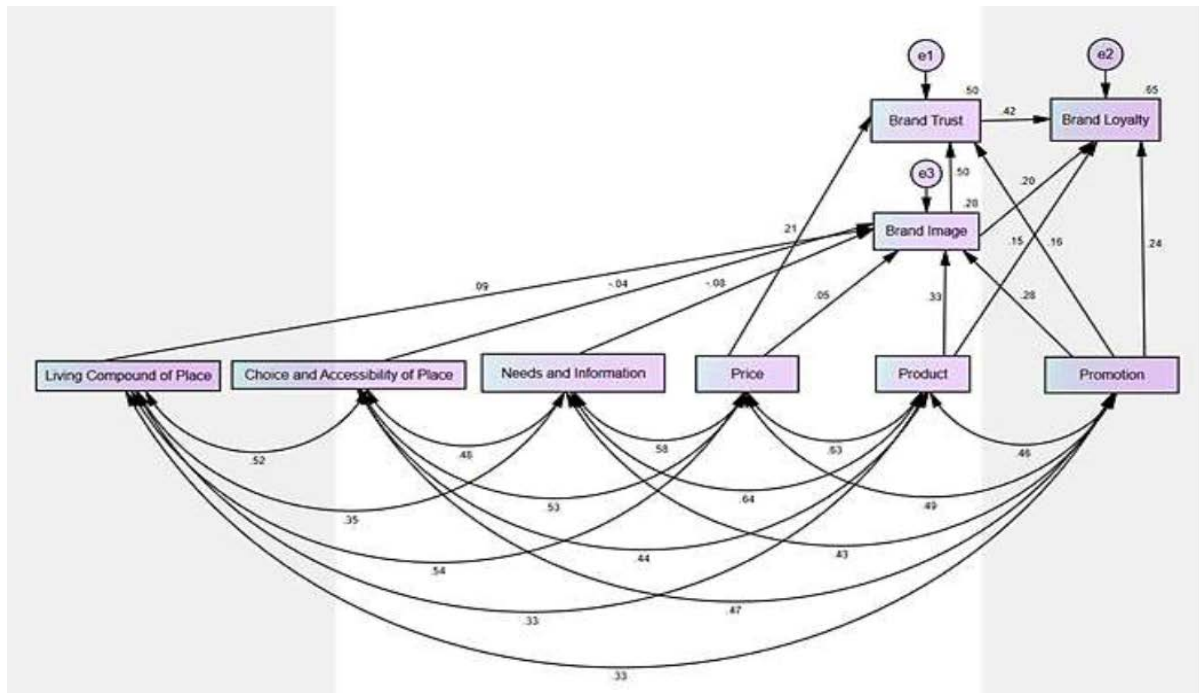 e1
e2
.50
.65
Brand Trust
.42
Brand Loyalty
e3
.50
.20
.28
Brand Image
.21
.15
.16
.24
.09
-.04
-.08
.05
.33
.28
Living Compound of Place
Choice and Accessibility of Place
Needs and Information
Price
Product
Promotion
.52
.48
.58
.63
.46
.35
.53
.64
.49
.54
.44
.43
.33
.47
.33